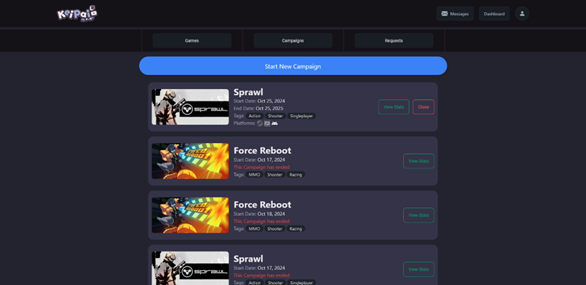 Messages
Dashboard
Games
Campaigns
Requests
Start New Campaign
Sprawl
Start Date: Oct 25, 2024
End Date: Oct 25, 2025
Tags: Action Shooter Singleplayer
Platforms:
View Stats
Close
SPRAWL
Force Reboot
Start Date: Oct 17, 2024
This Campaign has ended
Tags: MMO Shooter Racing
View Stats
Force Reboot
Start Date: Oct 18, 2024
This Campaign has ended
Tags: MMO Shooter Racing
View Stats
Sprawl
Start Date: Oct 17, 2024
This Campaign has ended
Tags: Action Shooter Singleplayer
View Stats
SPRAWL